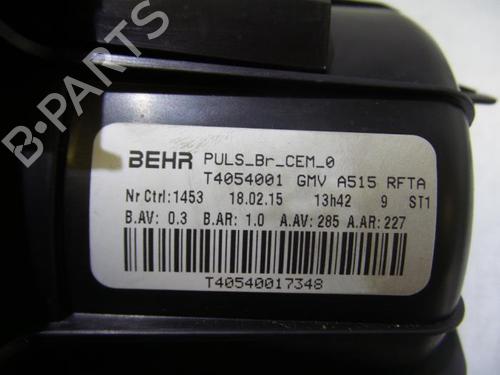 BEHR PULS_Br_CEM_0
T4054001 GMV A515 RFTA
Nr Ctrl:1453 18.02.15 13h42 9 ST1
B.AV: 0.3 B.AR: 1.0 A.AV: 285 A.AR: 227
T40540017348
B-PARTS